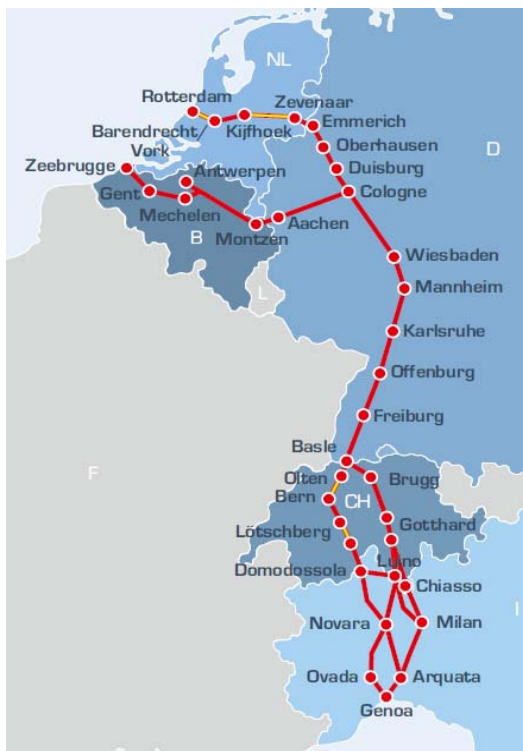 NL
Rotterdam
Zevenaar
Emmerich
Barendrecht
Vork
Kijfhoek
Oberhausen
D
Zeebrugge
Antwerpen
Duisburg
Gent
Cologne
Mechelen
B
Aachen
Montzen
Wiesbaden
L
Mannheim
Karlsruhe
Offenburg
Freiburg
Basle
F
Olten
Brugg
Bern
CH
Gotthard
Lötschberg
Luino
Domodossola
Chiasso
I
Novara
Milan
Ovada
Arquata
Genoa